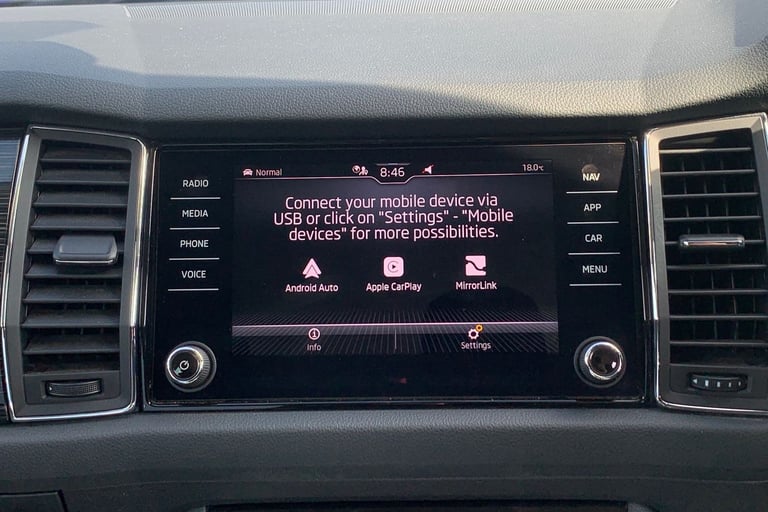 Normal
8:46
18.0°C
RADIO
MEDIA
PHONE
VOICE
Connect your mobile device via
USB or click on "Settings" - "Mobile
devices" for more possibilities.
Android Auto
Apple CarPlay
MirrorLink
Info
Settings
NAV
APP
CAR
MENU